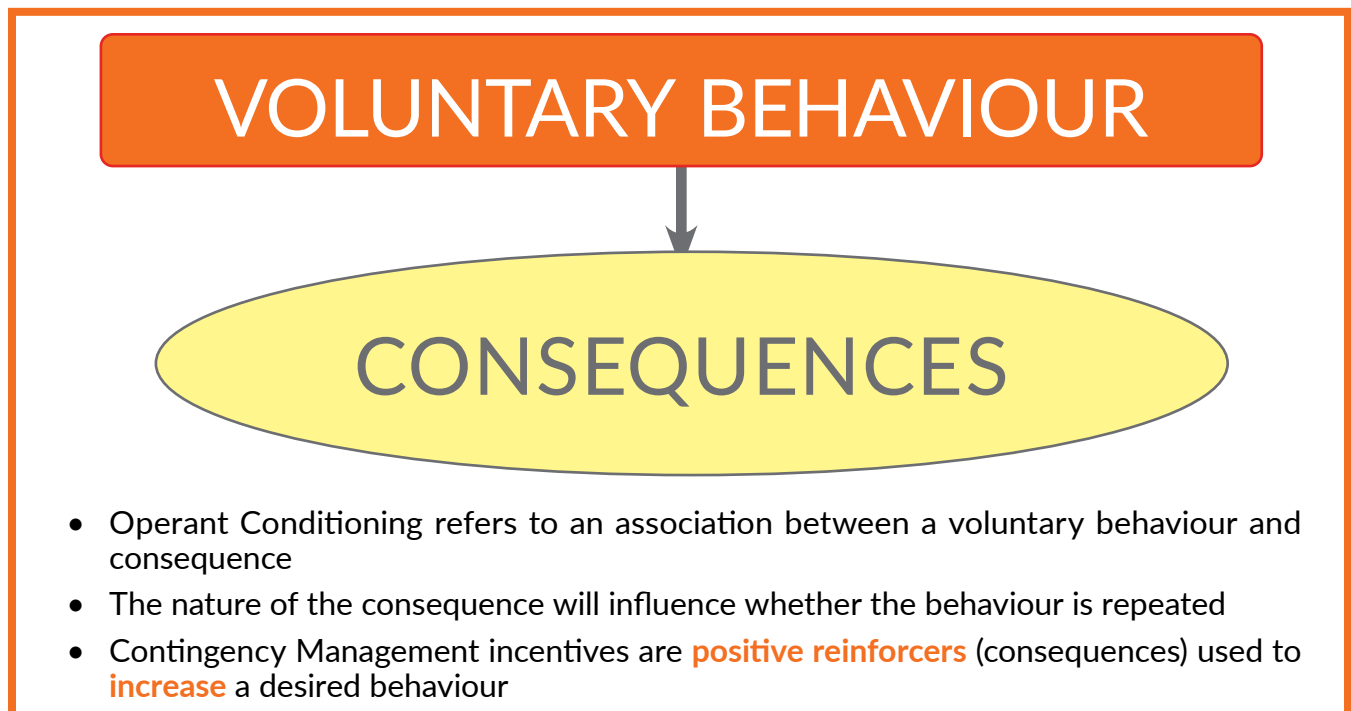 VOLUNTARY BEHAVIOUR
CONSEQUENCES
• Operant Conditioning refers to an association between a voluntary behaviour and
consequence
• The nature of the consequence will influence whether the behaviour is repeated
• Contingency Management incentives are positive reinforcers (consequences) used to
increase a desired behaviour